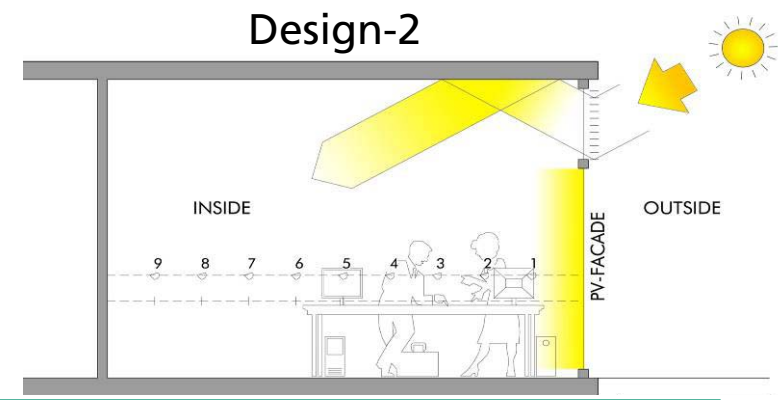 Design-2
INSIDE
OUTSIDE
PV-FACADE
9 8 7 6 5 4 3 2 1